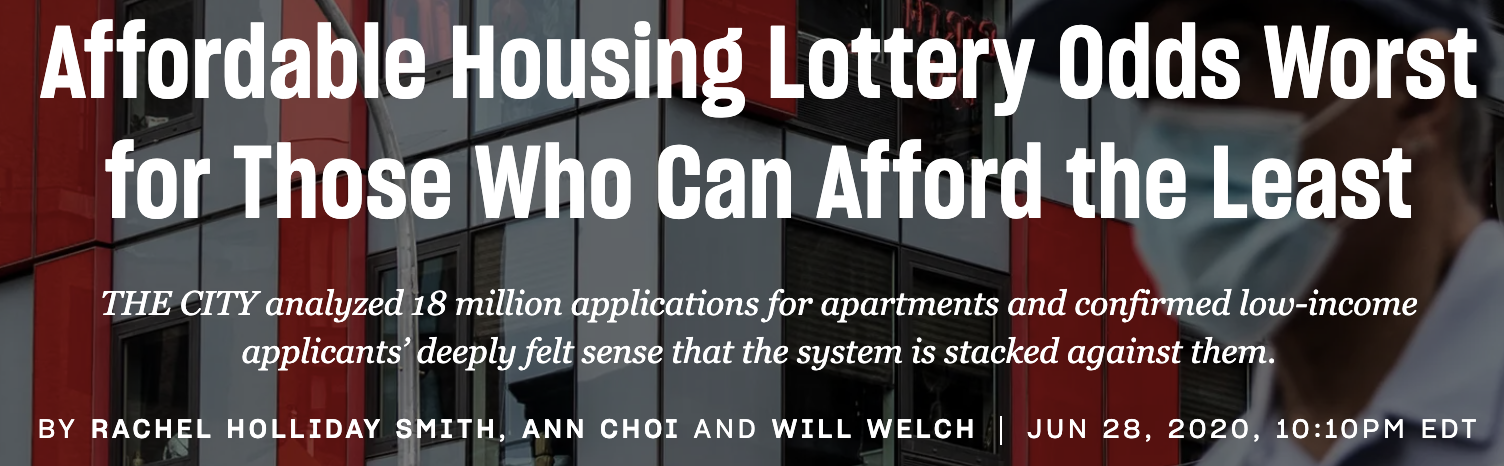 Affordable Housing Lottery Odds Worst
for Those Who Can Afford the Least
THE CITY analyzed 18 million applications for apartments and confirmed low-income
applicants’ deeply felt sense that the system is stacked against them.
BY RACHEL HOLLIDAY SMITH, ANN CHOI AND WILL WELCH | JUN 28, 2020, 10:10PM EDT